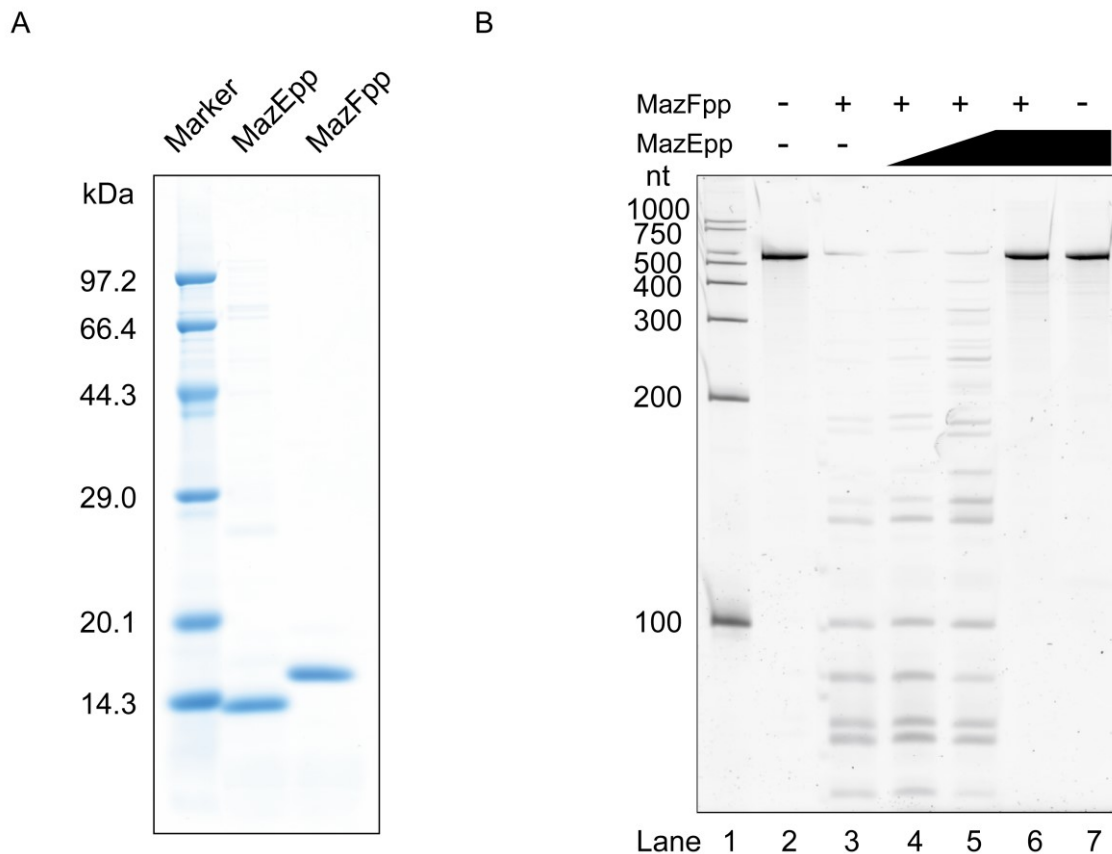 A
B
Marker
MazEpp
MazFpp
kDa
97.2
66.4
44.3
29.0
20.1
14.3
MazFpp - + + + + -
MazEpp - -
nt
1000
750
500
400
300
200
100
Lane 1 2 3 4 5 6 7